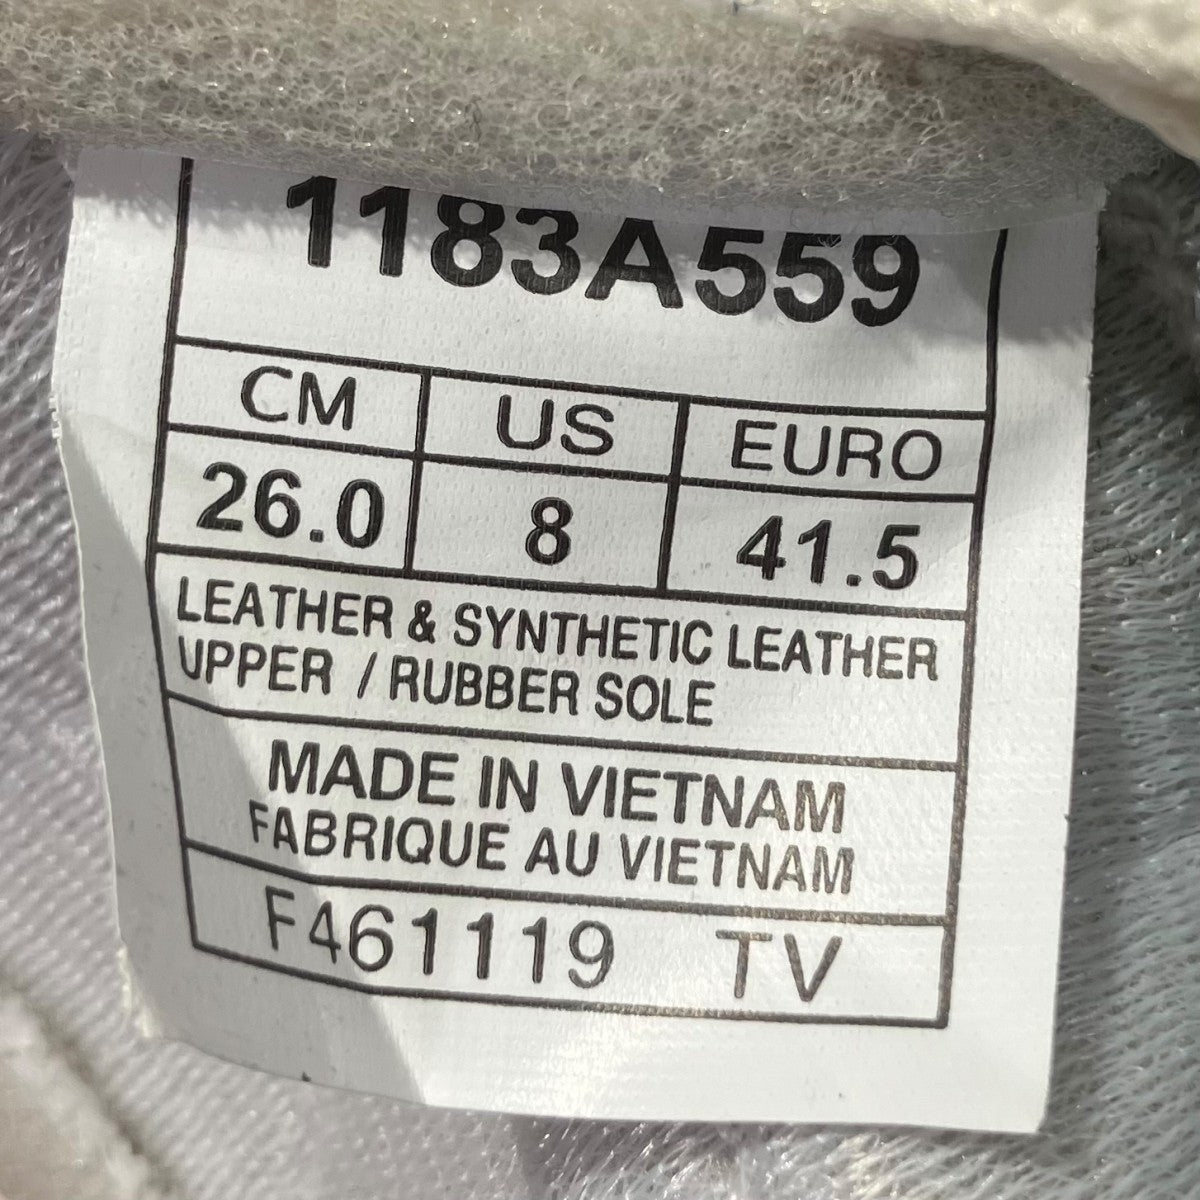 1183A559
CM US EURO
26.0 8 41.5
LEATHER & SYNTHETIC LEATHER
UPPER / RUBBER SOLE
MADE IN VIETNAM
FABRIQUE AU VIETNAM
F461119 TV